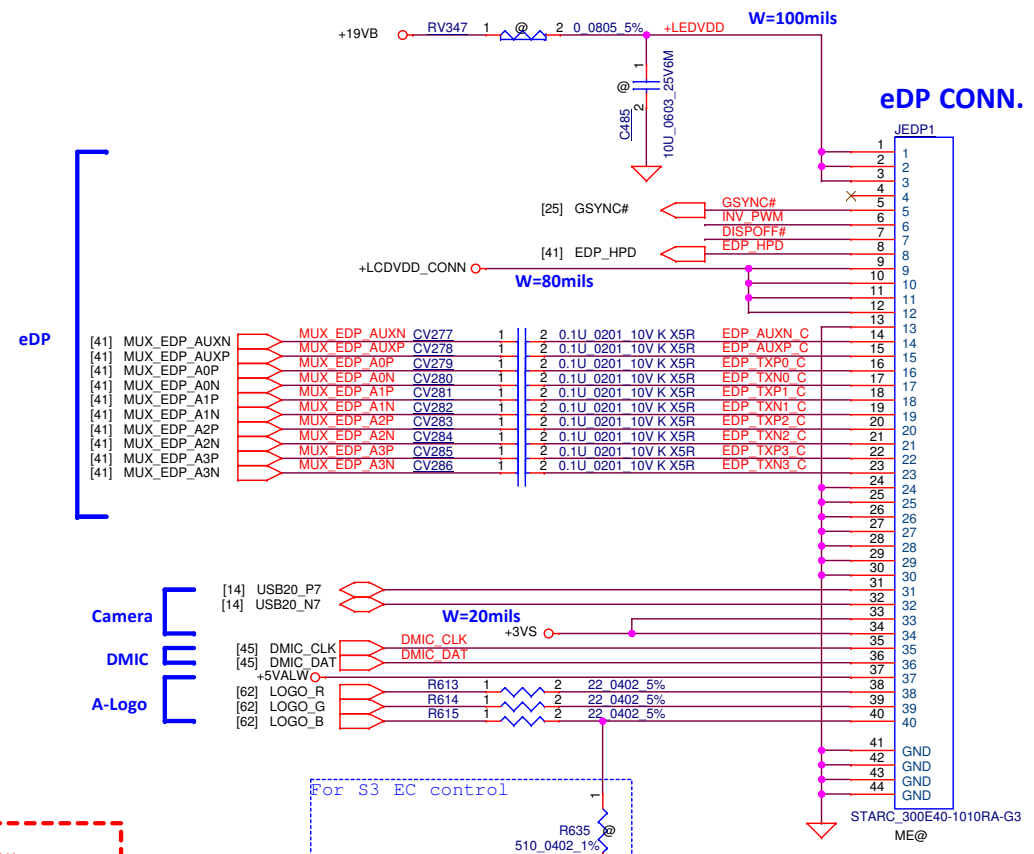 W=100mils
+19VB RV347 1 @ 2 0_0805_5% +LEDVDD
1
@
2
C485
10U_0603_25V6M
eDP CONN.
JEDP1
1 1
2 2
3 3
4 4
[25] GSYNC# GSYNC# 5 5
INV_PWM 6 6
DISPOFF# 7 7
[41] EDP_HPD EDP_HPD 8 8
+LCDVDD_CONN 9 9
W=80mils 10 10
11 11
12 12
13 13
eDP
[41] MUX_EDP_AUXN MUX_EDP_AUXN CV277 1 2 0.1U_0201_10V K X5R EDP_AUXN_C 14 14
[41] MUX_EDP_AUXP MUX_EDP_AUXP CV278 1 2 0.1U_0201_10V K X5R EDP_AUXP_C 15 15
[41] MUX_EDP_A0P MUX_EDP_A0P CV279 1 2 0.1U_0201_10V K X5R EDP_TXP0_C 16 16
[41] MUX_EDP_A0N MUX_EDP_A0N CV280 1 2 0.1U_0201_10V K X5R EDP_TXN0_C 17 17
[41] MUX_EDP_A1P MUX_EDP_A1P CV281 1 2 0.1U_0201_10V K X5R EDP_TXP1_C 18 18
[41] MUX_EDP_A1N MUX_EDP_A1N CV282 1 2 0.1U_0201_10V K X5R EDP_TXN1_C 19 19
[41] MUX_EDP_A2P MUX_EDP_A2P CV283 1 2 0.1U_0201_10V K X5R EDP_TXP2_C 20 20
[41] MUX_EDP_A2N MUX_EDP_A2N CV284 1 2 0.1U_0201_10V K X5R EDP_TXN2_C 21 21
[41] MUX_EDP_A3P MUX_EDP_A3P CV285 1 2 0.1U_0201_10V K X5R EDP_TXP3_C 22 22
[41] MUX_EDP_A3N MUX_EDP_A3N CV286 1 2 0.1U_0201_10V K X5R EDP_TXN3_C 23 23
24 24
25 25
26 26
27 27
28 28
29 29
30 30
Camera
[14] USB20_P7 31 31
[14] USB20_N7 32 32
W=20mils 33 33
+3VS 34 34
DMIC
[45] DMIC_CLK DMIC_CLK 35 35
[45] DMIC_DAT DMIC_DAT 36 36
+5VALW 37 37
A-Logo
[62] LOGO_R R613 1 2 22_0402_5% 38 38
[62] LOGO_G R614 1 2 22_0402_5% 39 39
[62] LOGO_B R615 1 2 22_0402_5% 40 40
41 GND
42 GND
43 GND
44 GND
STARC_300E40-1010RA-G3
ME@
For S3 EC control
1
R635 @
510_0402_1%